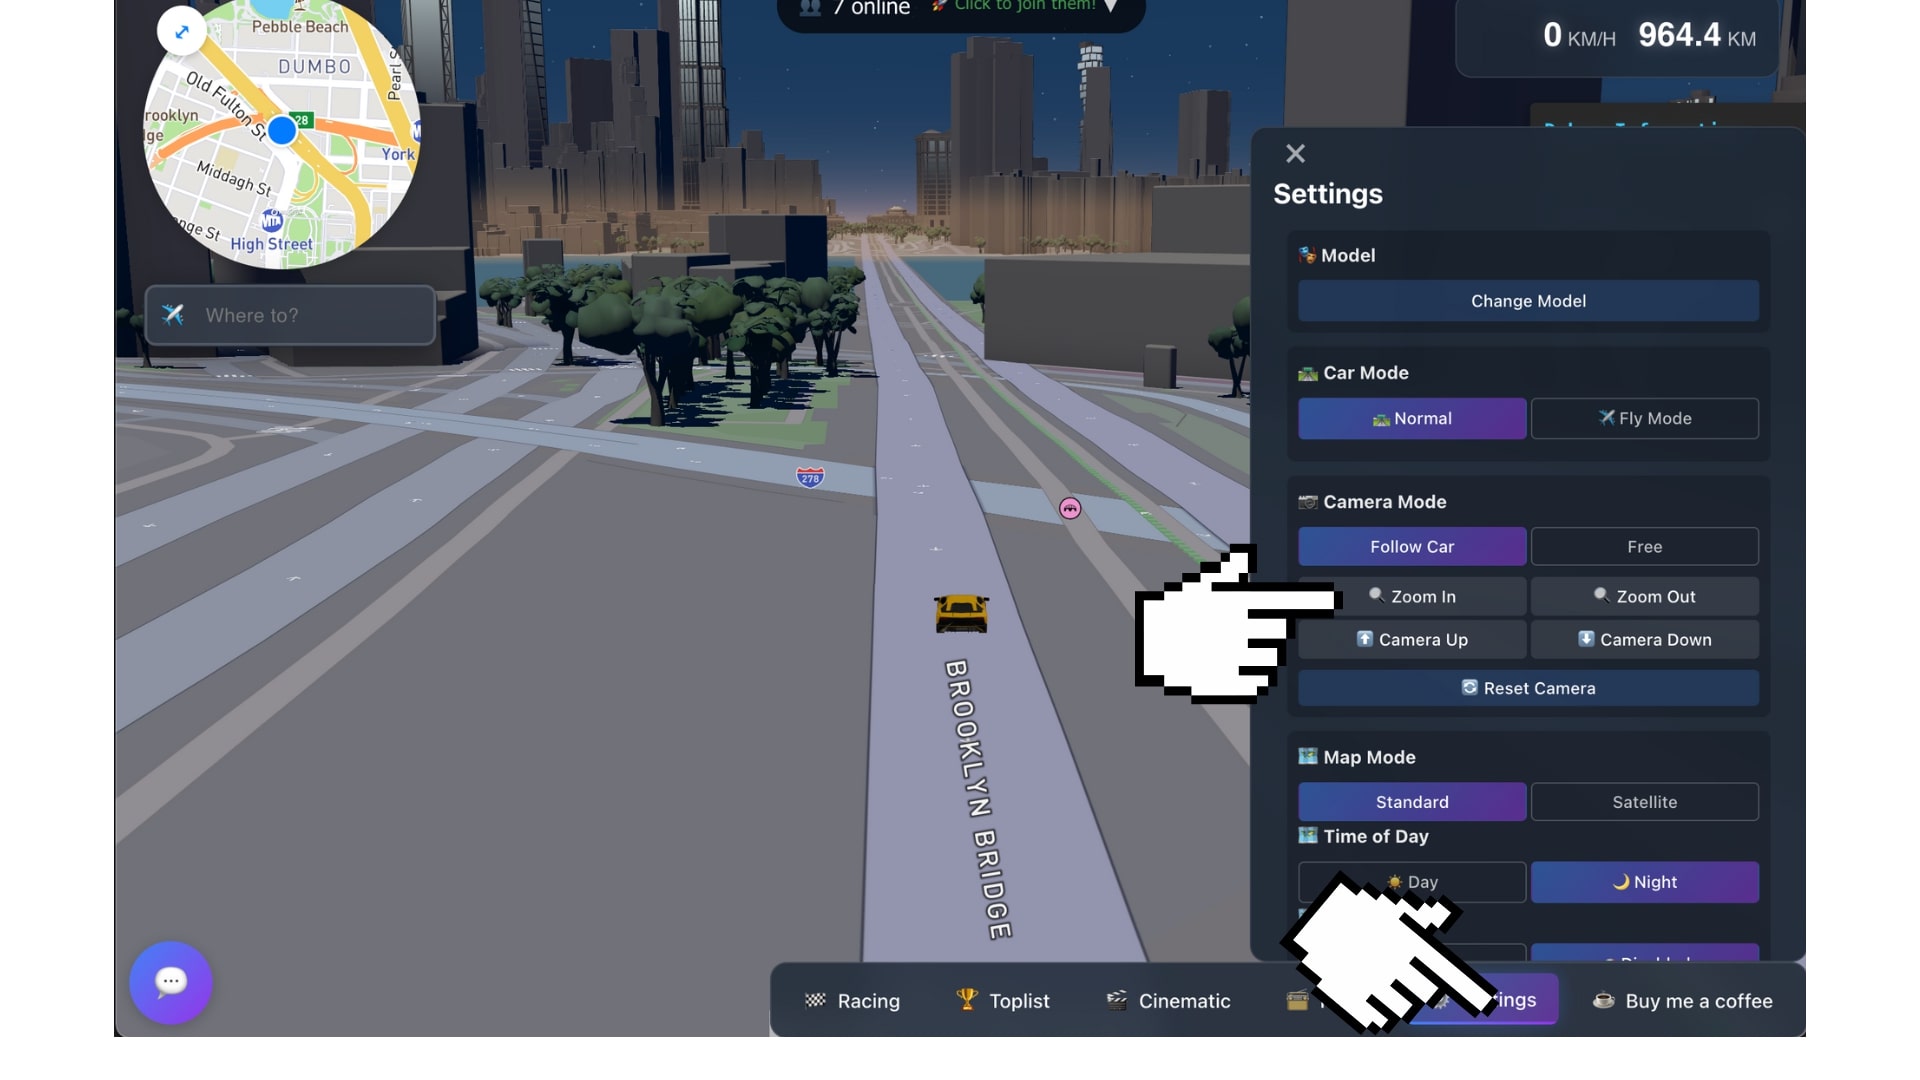 Pebble Beach
DUMBO
Pearl S
Old Fulton St
rooklyn
ge
28
York
Middagh St
nge St
High Street
Where to?
7 online
Click to join them! ▼
0 KM/H 964.4 KM
Settings
Model
Change Model
Car Mode
Normal
Fly Mode
Camera Mode
Follow Car
Free
Zoom In
Zoom Out
Camera Up
Camera Down
Reset Camera
Map Mode
Standard
Satellite
Time of Day
Day
Night
278
BROOKLYN BRIDGE
Racing
Toplist
Cinematic
ings
Buy me a coffee